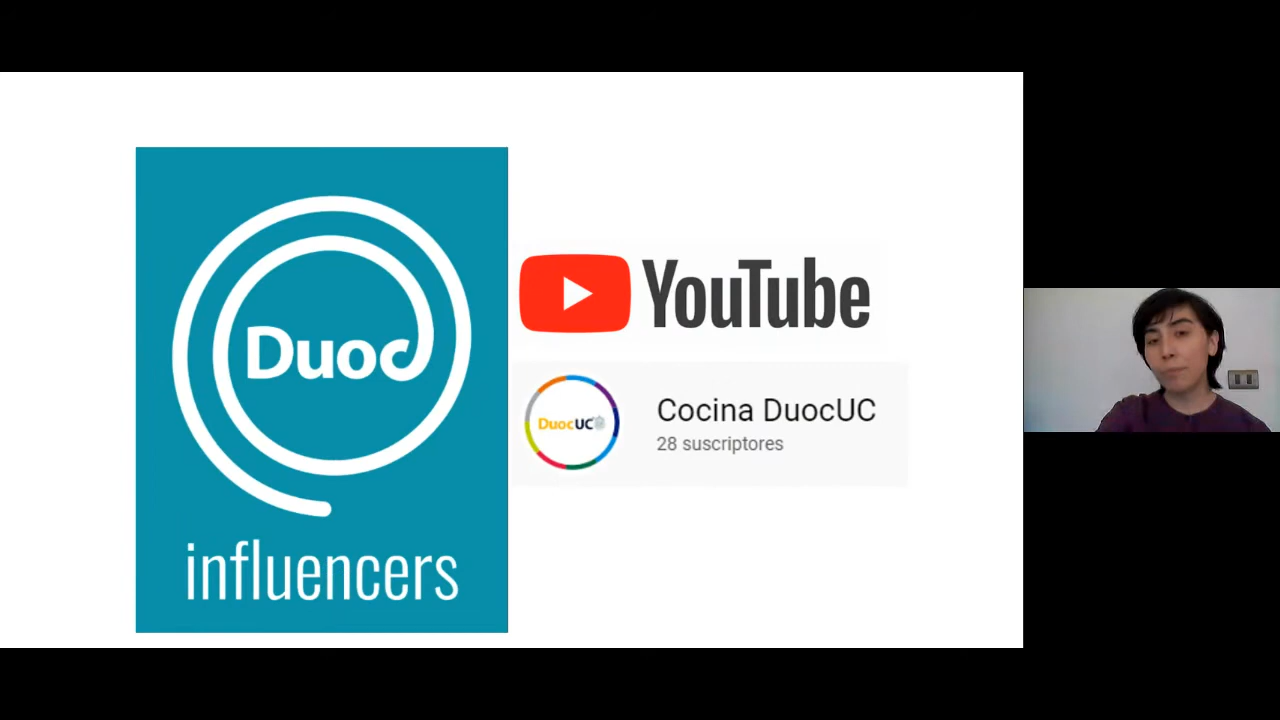 Duoc
influencers
YouTube
DuocUC
Cocina DuocUC
28 suscriptores